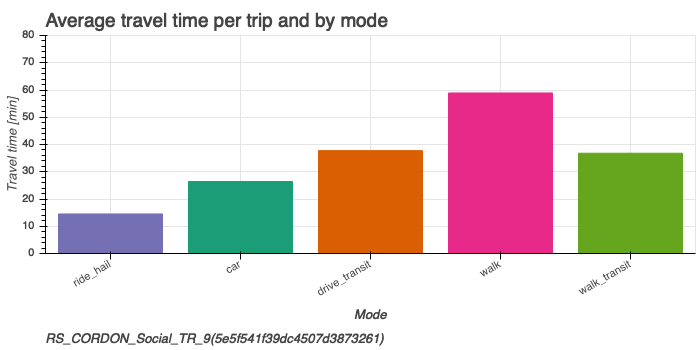 Average travel time per trip and by mode
80
70
60
50
40
30
20
10
0
Travel time [min]
ride_hail
car
drive_transit
walk
walk_transit
Mode
RS_CORDON_Social_TR_9(5e5f541f39dc4507d3873261)